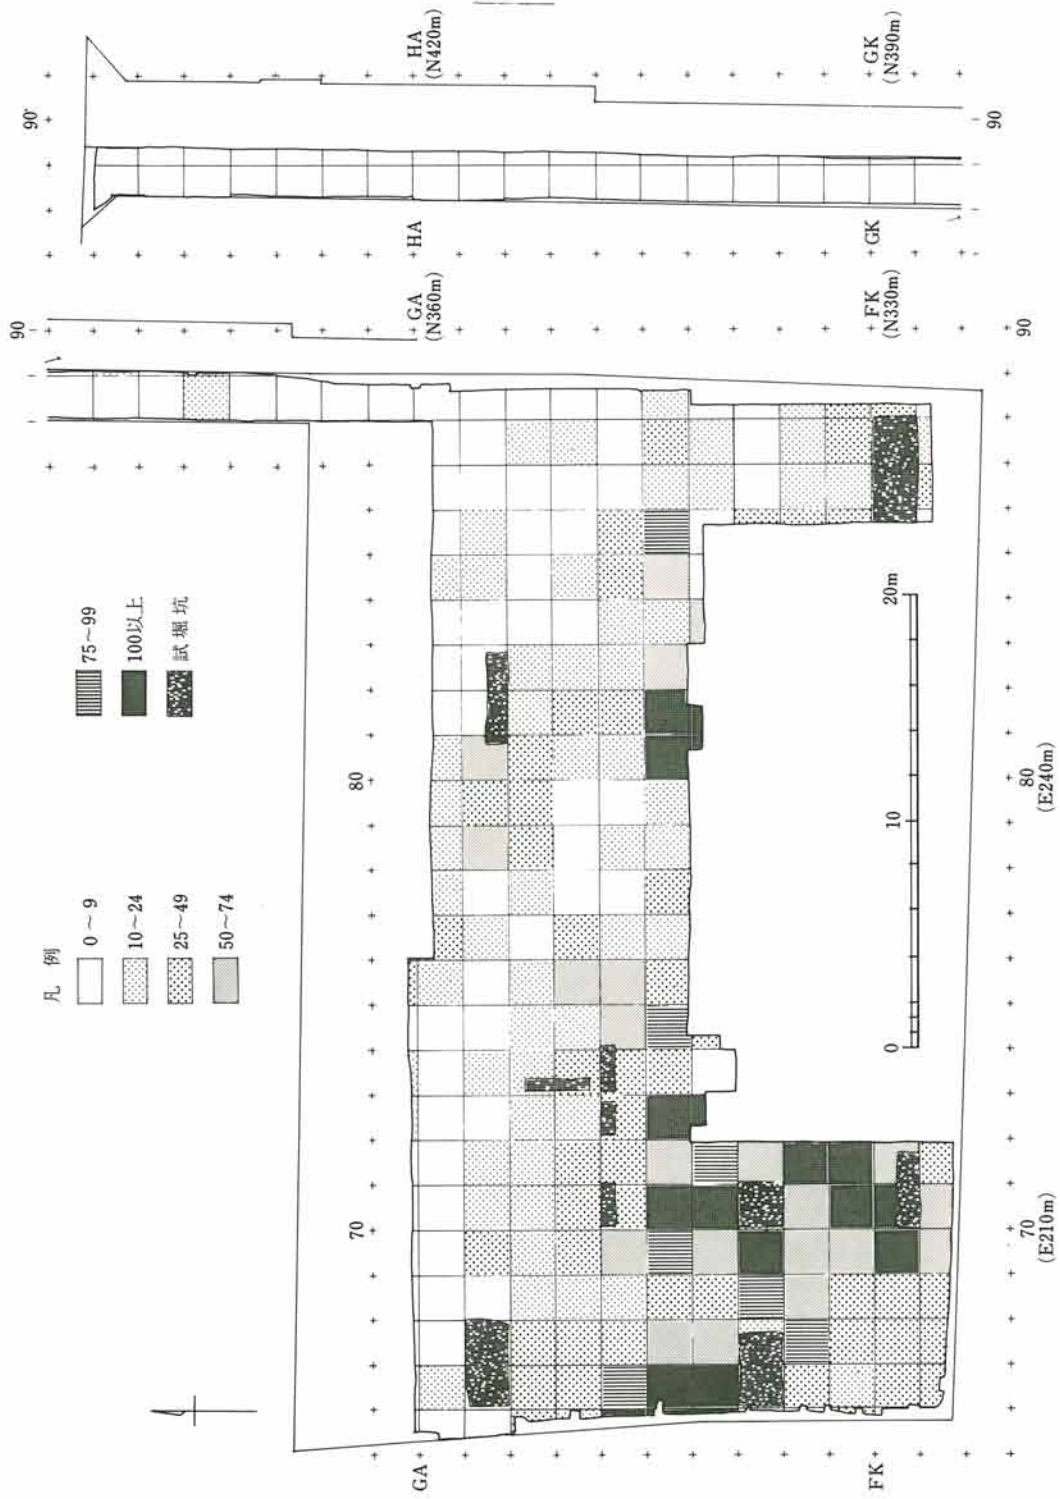 90
HA
(N420m)
GK
(N390m)
90
HA
GK
90
GA
(N360m)
FK
(N330m)
90
凡例
0～9
10～24
25～49
50～74
75～99
100以上
試堀坑
80
80
(E240m)
0
10
20m
70
70
(E210m)
GA
FK